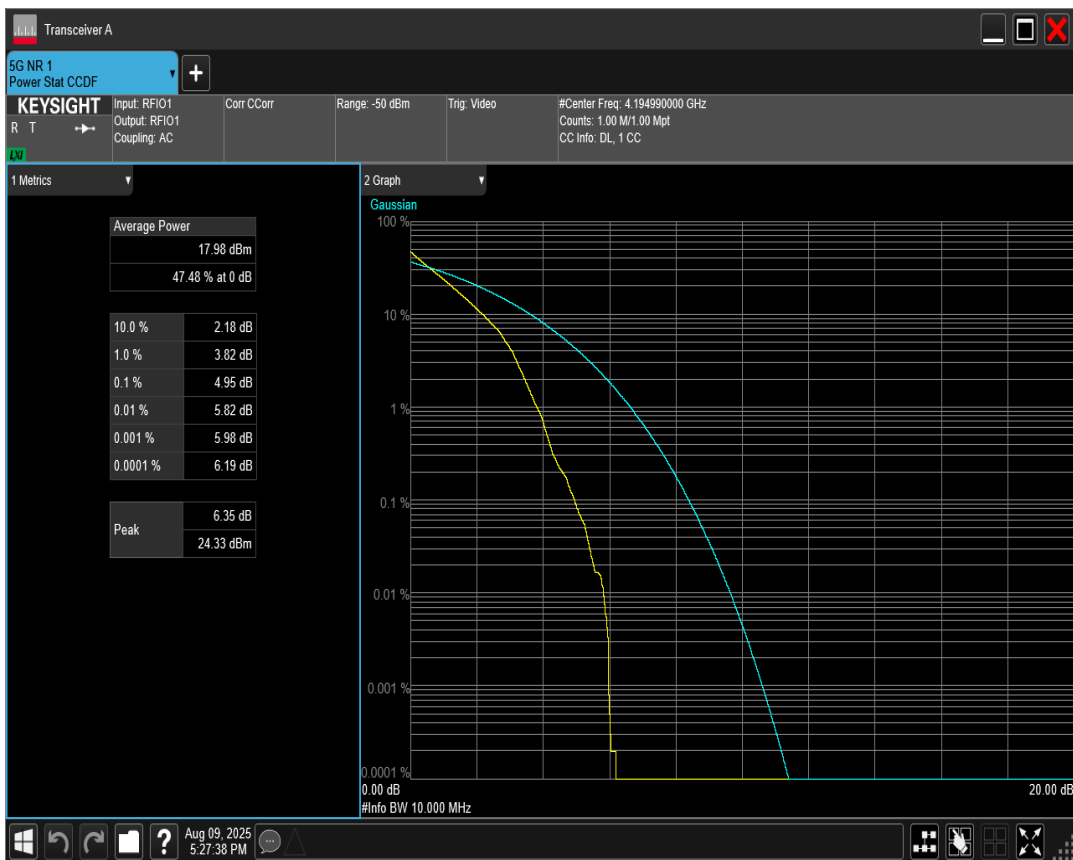 Transceiver A
5G NR 1
Power Stat CCDF
+
KEYSIGHT
R T
LXI
Input: RFIO1
Output: RFIO1
Coupling: AC
Corr CCorr
Range: -50 dBm
Trig: Video
#Center Freq: 4.194990000 GHz
Counts: 1.00 M/1.00 Mpt
CC Info: DL, 1 CC
1 Metrics
Average Power
17.98 dBm
47.48 % at 0 dB
10.0 % 2.18 dB
1.0 % 3.82 dB
0.1 % 4.95 dB
0.01 % 5.82 dB
0.001 % 5.98 dB
0.0001 % 6.19 dB
Peak 6.35 dB
24.33 dBm
2 Graph
Gaussian
100 %
10 %
1 %
0.1 %
0.01 %
0.001 %
0.0001 %
0.00 dB 20.00 dB
#Info BW 10.000 MHz
?
Aug 09, 2025
5:27:38 PM